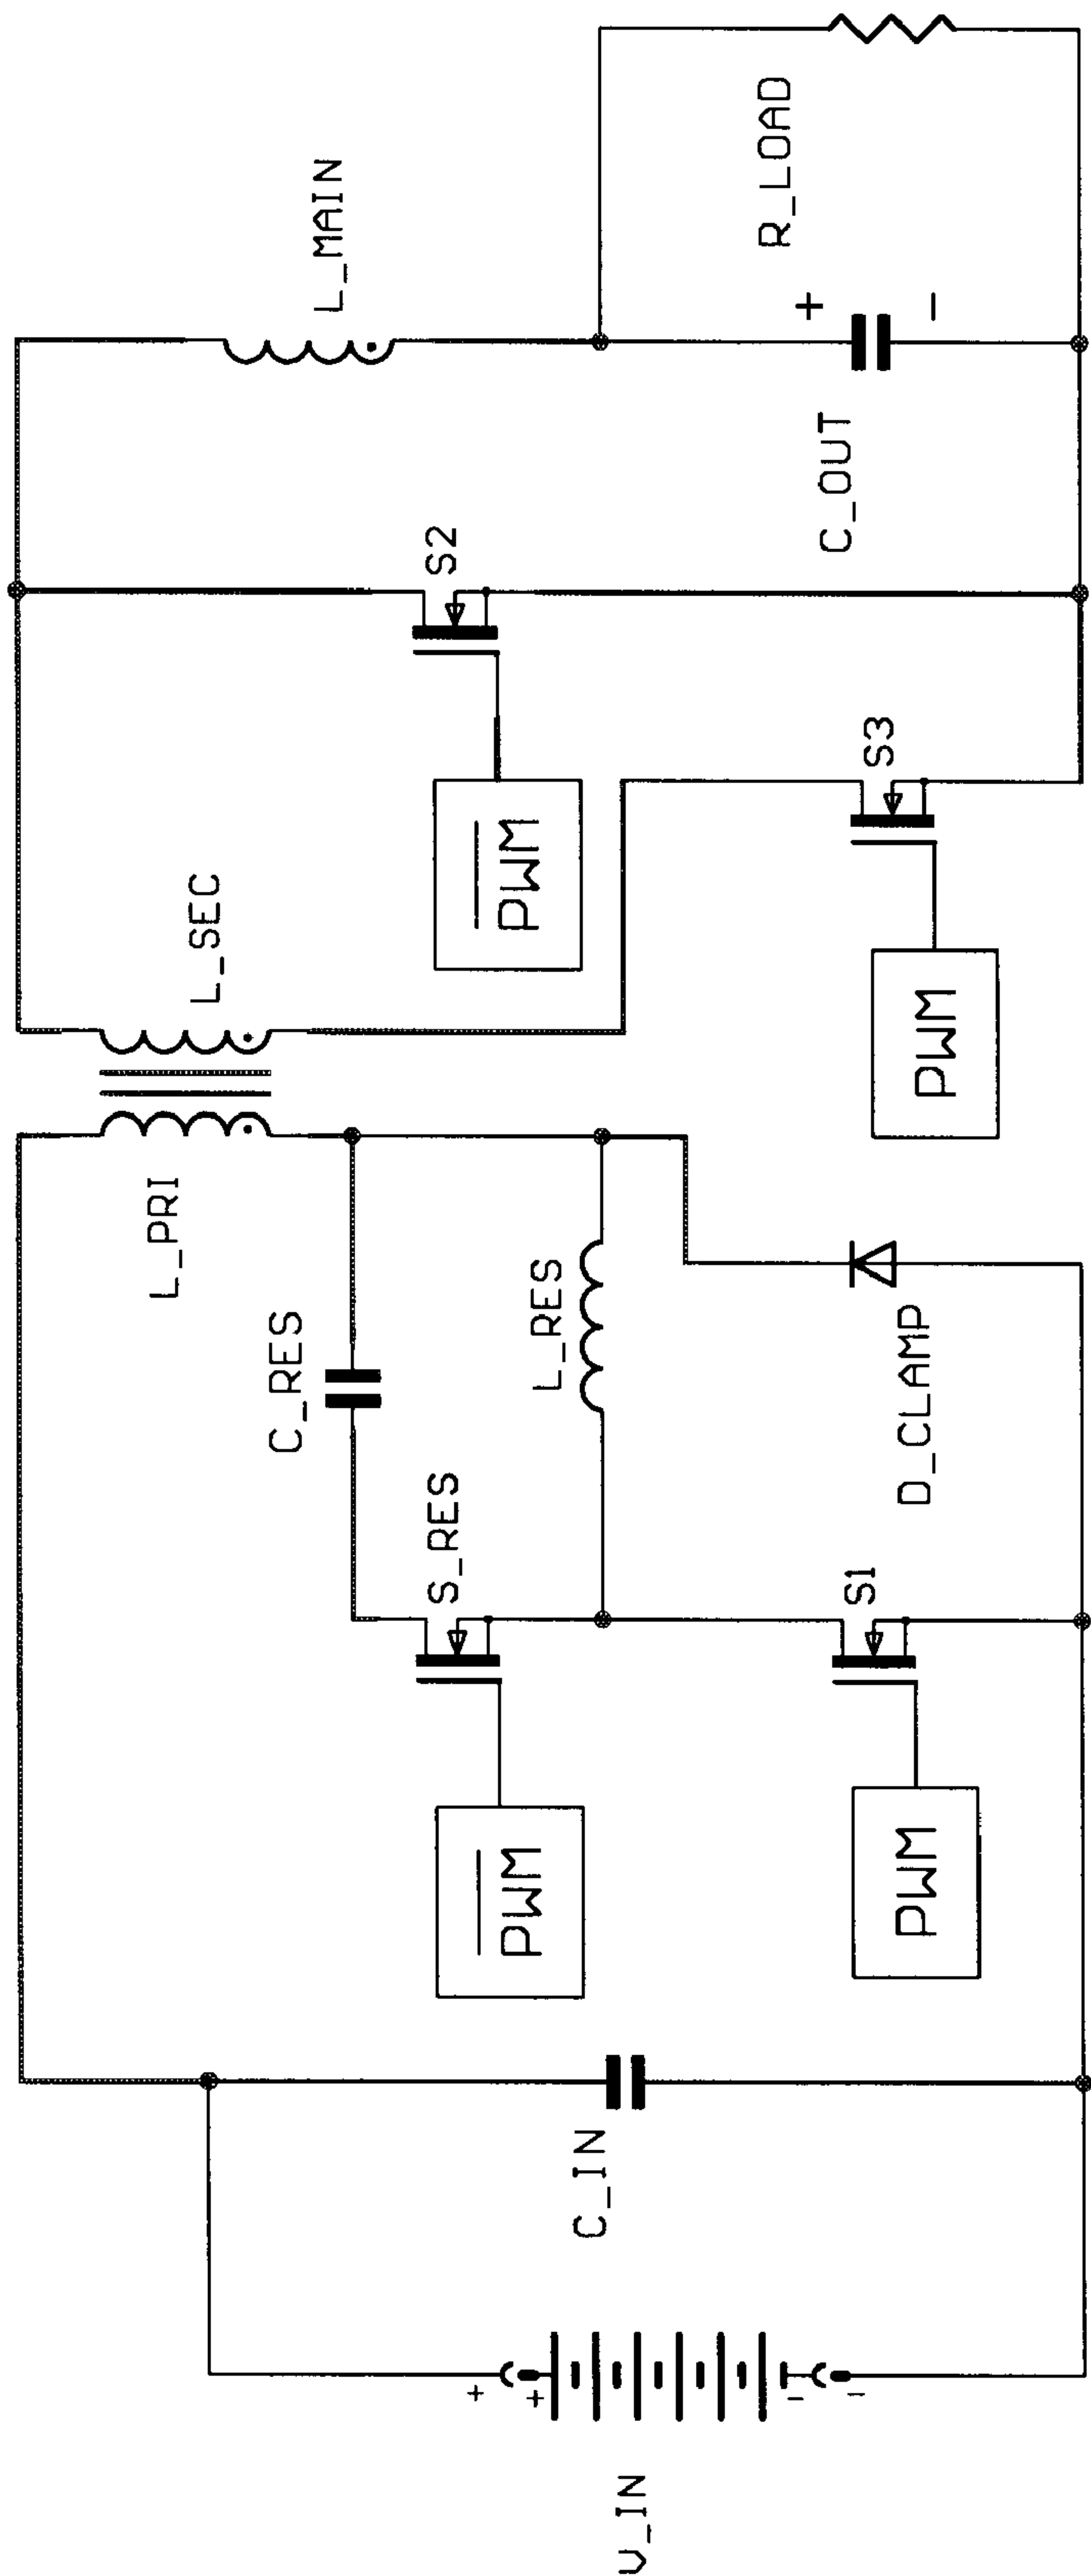 V_IN
+
+
-
-
C_IN
PWM
PWM
S_RES
S1
C_RES
L_RES
D_CLAMP
L_PRI
L_SEC
PWM
PWM
S2
S3
L_MAIN
C_OUT
+
-
R_LOAD